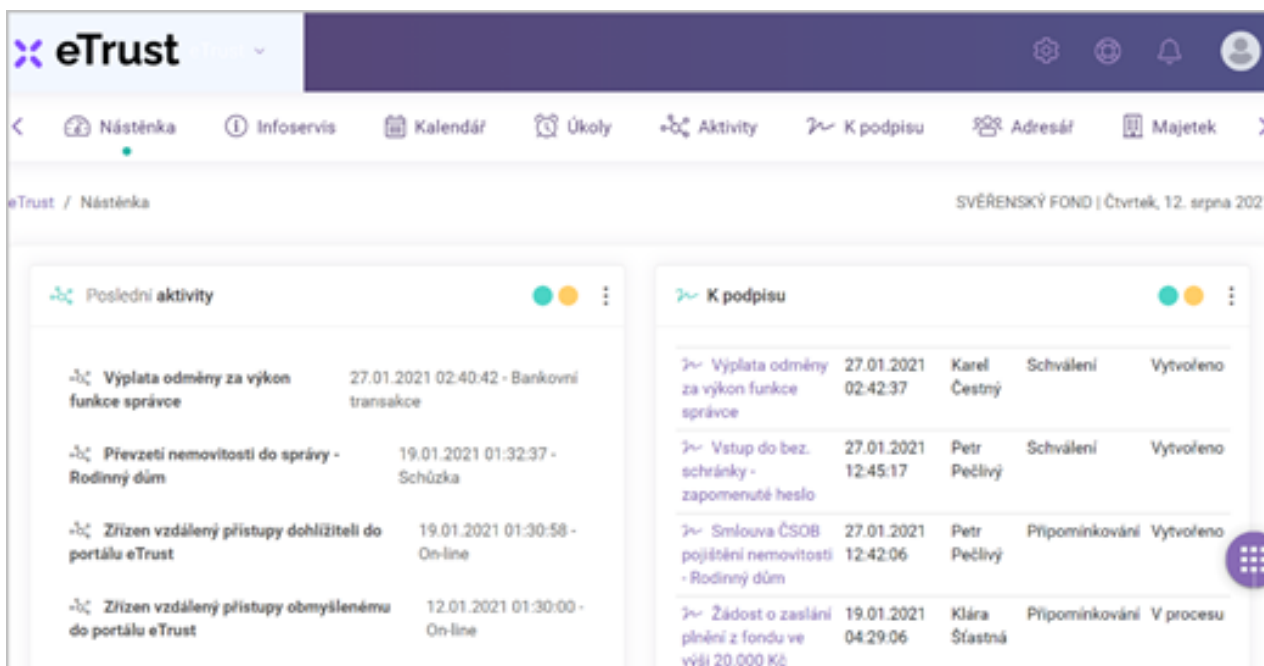 eTrust
Nástěnka Infoservis Kalendář Úkoly Aktivity K podpisu Adresář Majetek
eTrust / Nástěnka
SVĚŘENSKÝ FOND | Čtvrtek, 12. srpna 202
Poslední aktivity
Výplata odměny za výkon
funkce správce
27.01.2021 02:40:42 - Bankovní
transakce
Převzetí nemovitosti do správy -
Rodinný dům
19.01.2021 01:32:37 -
Schůzka
Zřízen vzdálený přístupy dohlížiteli do
portálu eTrust
19.01.2021 01:30:58 -
On-line
Zřízen vzdálený přístupy obmyšlenému
do portálu eTrust
12.01.2021 01:30:00 -
On-line
K podpisu
Výplata odměny
za výkon funkce
správce
27.01.2021
02:42:37
Karel
Čestný
Schválení
Vytvořeno
Vstup do bez.
schránky -
zapomenuté heslo
27.01.2021
12:45:17
Petr
Pečlivý
Schválení
Vytvořeno
Smlouva ČSOB
pojištění nemovitosti
- Rodinný dům
27.01.2021
12:42:06
Petr
Pečlivý
Připomínkování
Vytvořeno
Žádost o zaslání
plnění z fondu ve
výši 20.000 Kč
19.01.2021
04:29:06
Klára
Šťastná
Připomínkování
V procesu